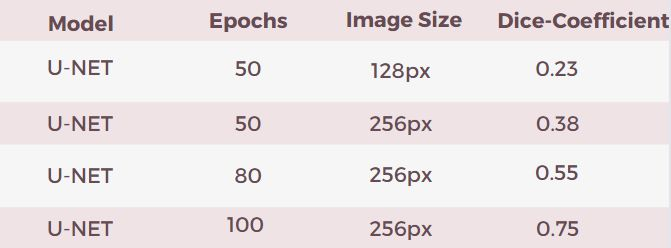 Model Epochs Image Size Dice-Coefficient
U-NET 50 128px 0.23
U-NET 50 256px 0.38
U-NET 80 256px 0.55
U-NET 100 256px 0.75